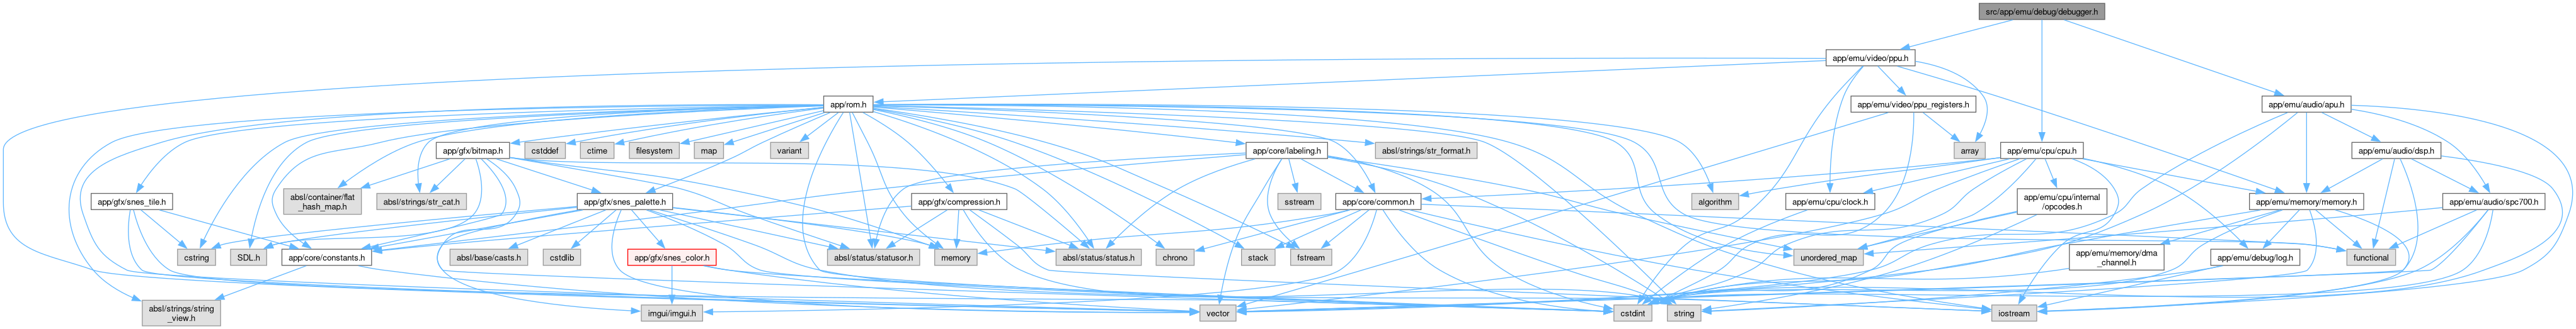 src/app/emu/debug/debugger.h
app/emu/video/ppu.h
app/rom.h
app/emu/video/ppu_registers.h
app/emu/audio/apu.h
app/gfx/bitmap.h
cstddef
ctime
filesystem
map
variant
app/core/labeling.h
absl/strings/str_format.h
array
app/emu/cpu/cpu.h
app/emu/audio/dsp.h
app/gfx/snes_tile.h
absl/container/flat
_hash_map.h
absl/strings/str_cat.h
app/gfx/snes_palette.h
app/gfx/compression.h
sstream
app/core/common.h
algorithm
app/emu/cpu/clock.h
app/emu/cpu/internal
/opcodes.h
app/emu/memory/memory.h
app/emu/audio/spc700.h
cstring
SDL.h
app/core/constants.h
absl/base/casts.h
cstdlib
app/gfx/snes_color.h
absl/status/statusor.h
memory
absl/status/status.h
chrono
stack
fstream
unordered_map
app/emu/memory/dma
_channel.h
app/emu/debug/log.h
functional
absl/strings/string
_view.h
imgui/imgui.h
vector
cstdint
string
iostream